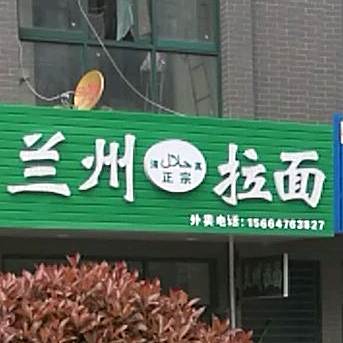 兰州 拉面
清 حلال 真
正宗
外卖电话: 15664763827